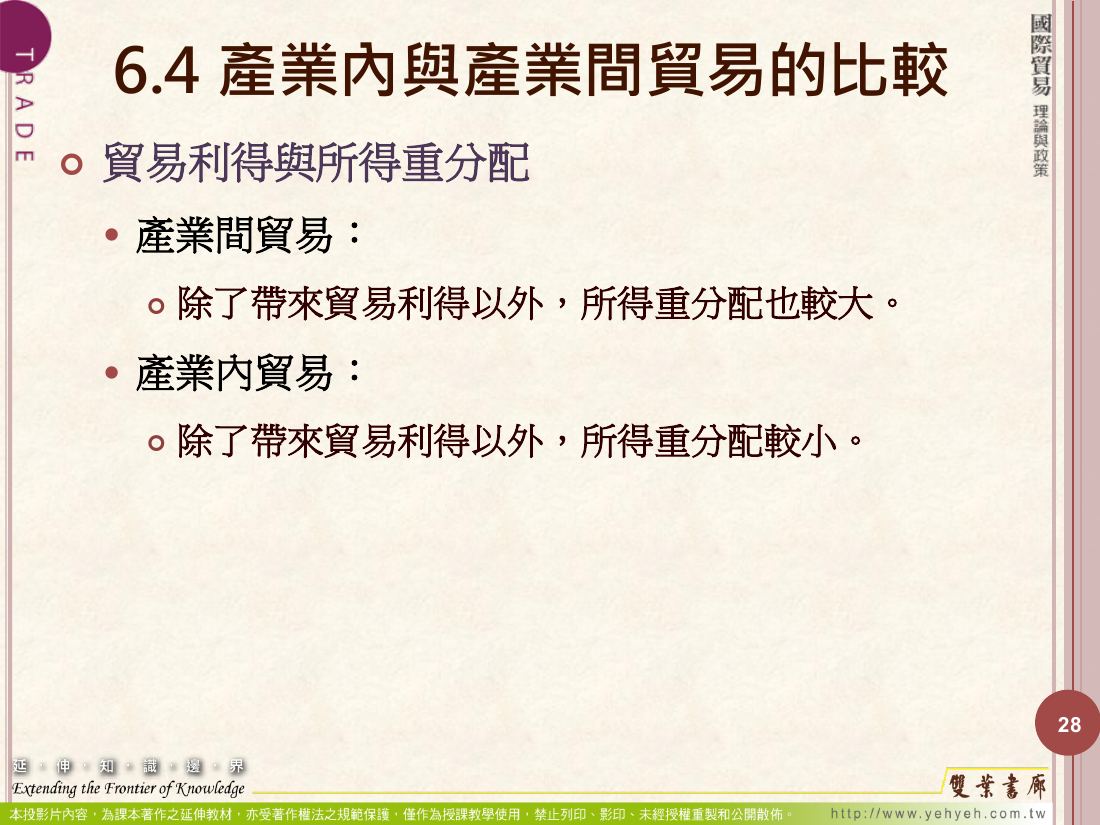 6.4 產業內與產業間貿易的比較
TRADE
國際貿易 理論與政策
貿易利得與所得重分配
產業間貿易：
除了帶來貿易利得以外，所得重分配也較大。
產業內貿易：
除了帶來貿易利得以外，所得重分配較小。
28
延。伸。知。識。邊。界
Extending the Frontier of Knowledge
雙葉書廊
本投影片內容，為課本著作之延伸教材，亦受著作權法之規範保護，僅作為授課教學使用，禁止列印、影印、未經授權重製和公開散佈。
http://www.yehyeh.com.tw